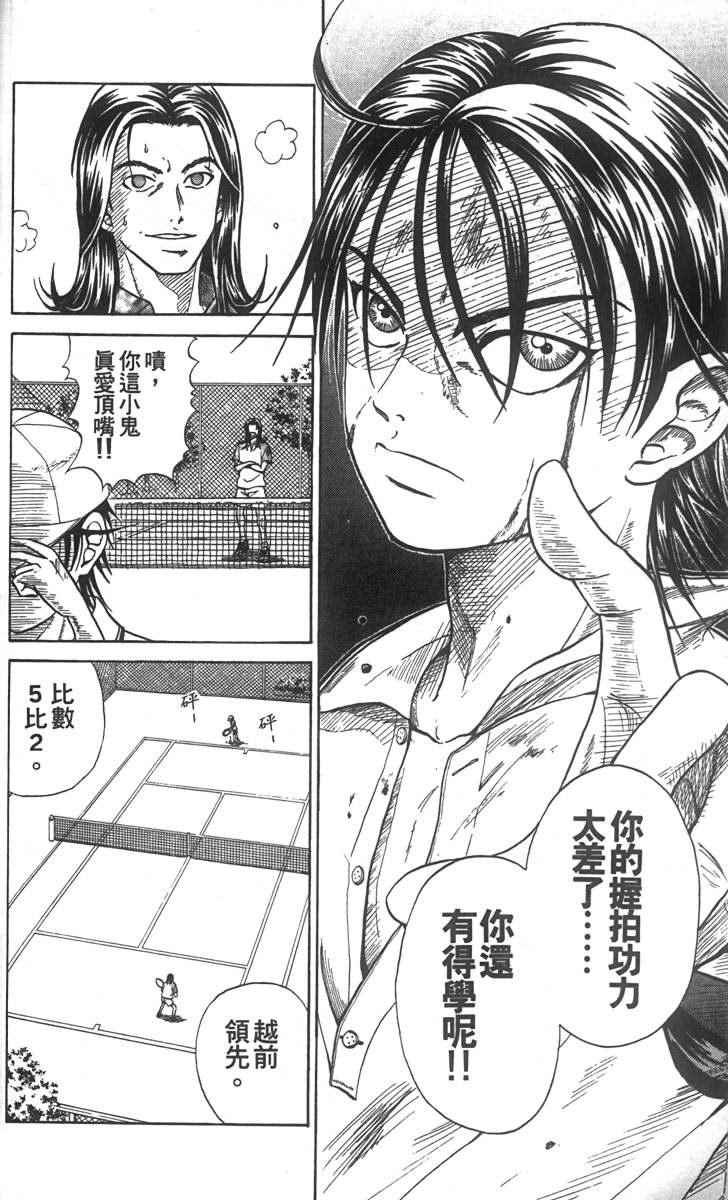 你的握拍功力
太差了……
你還
有得學呢!!
嘖，
你這小鬼
眞愛頂嘴!!
砰-
砰-
比數
5比2。
越前
領先。